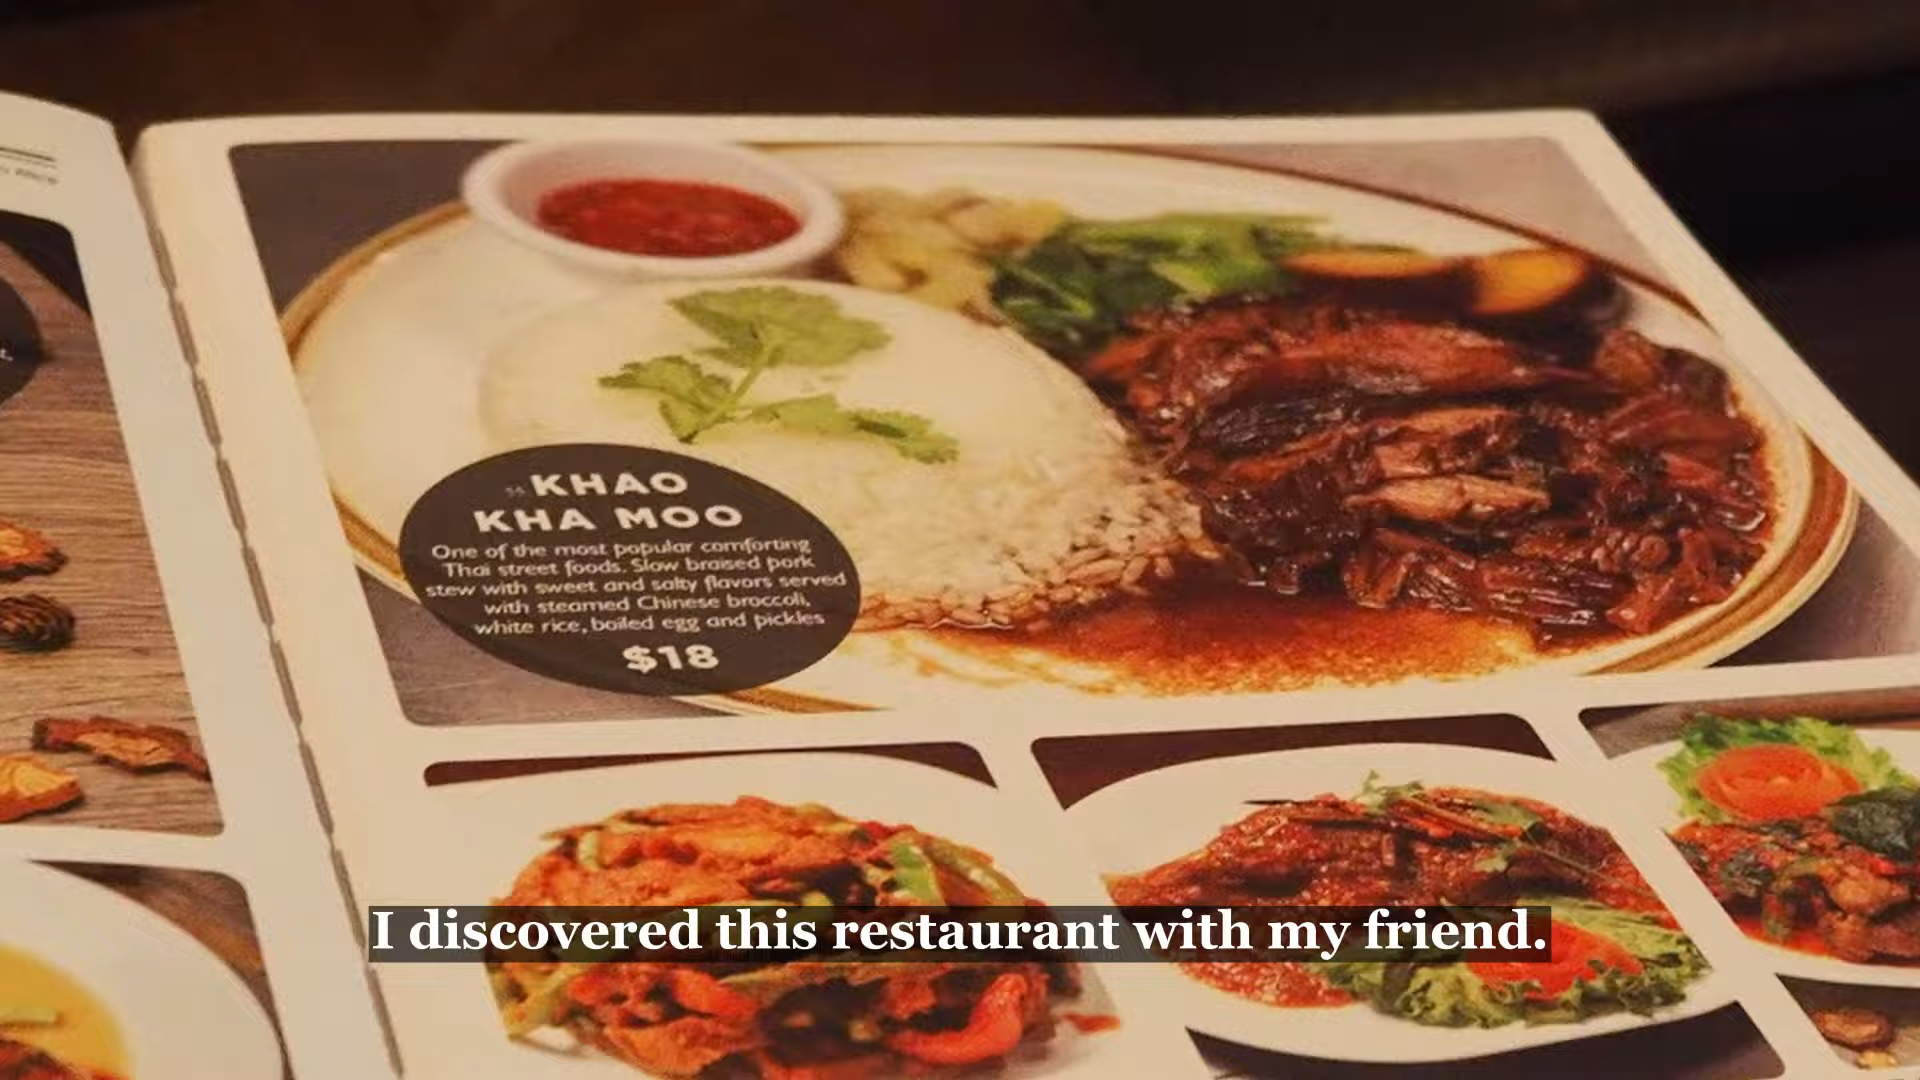 KHAO
KHA MOO
One of the most popular comforting
Thai street foods. Slow braised pork
stew with sweet and salty flavors served
with steamed Chinese broccoli,
white rice, boiled egg and pickles
$18
I discovered this restaurant with my friend.